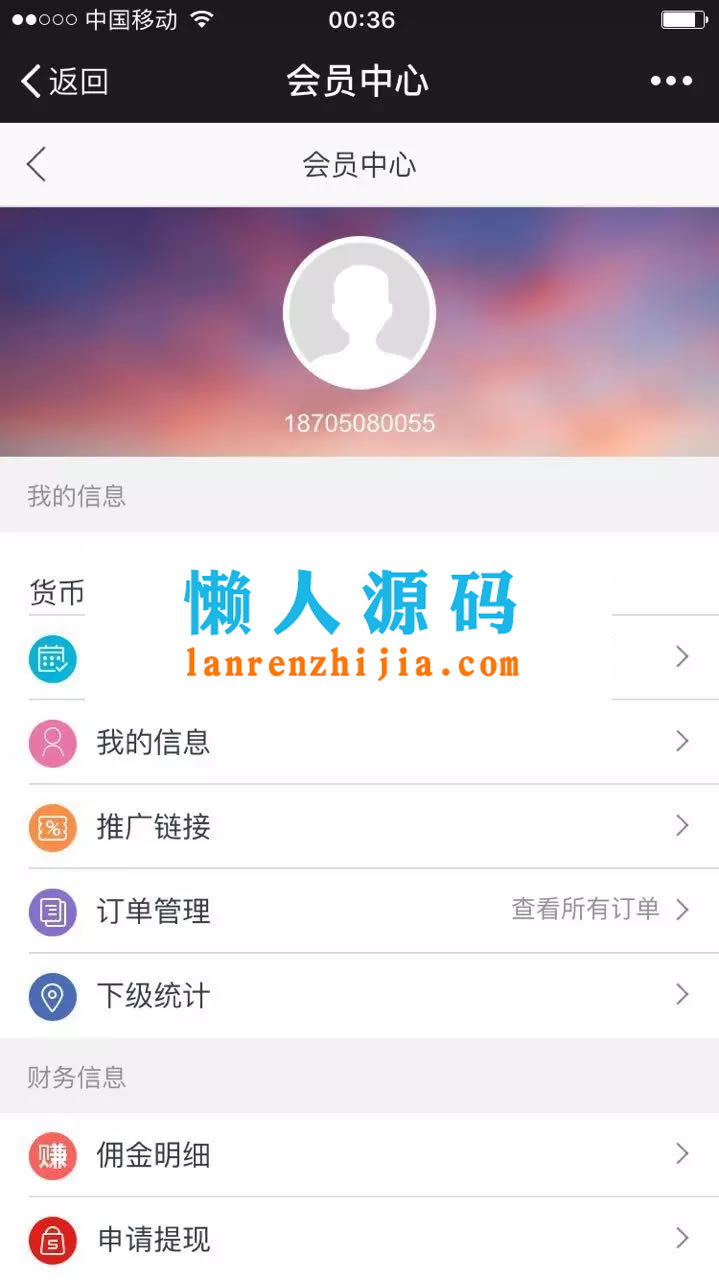 中国移动 00:36
返回 会员中心
会员中心
18705080055
我的信息
货币
懒人源码
lanrenzhijia.com
我的信息
推广链接
订单管理 查看所有订单
下级统计
财务信息
赚 佣金明细
申请提现